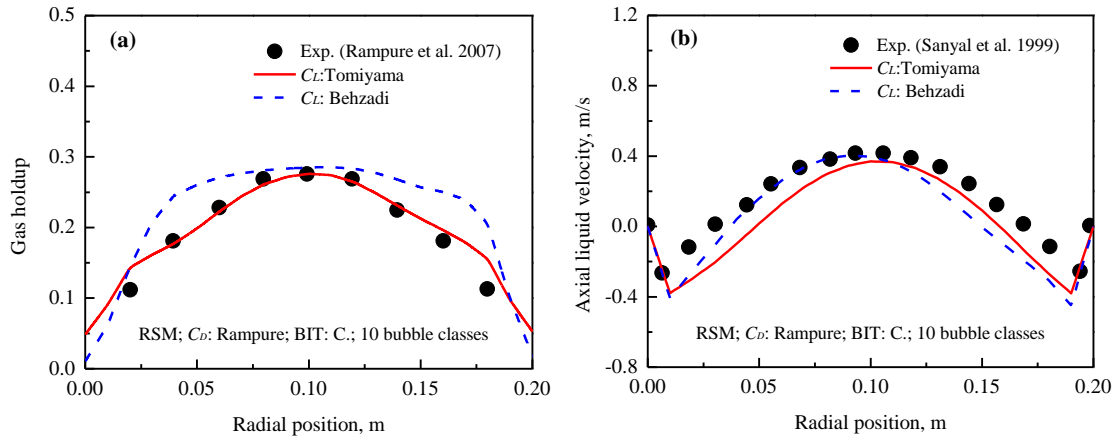 (a)
Exp. (Rampure et al. 2007)
CL:Tomiyama
CL: Behzadi
Gas holdup
0.5
0.4
0.3
0.2
0.1
0.0
RSM; CD: Rampure; BIT: C.; 10 bubble classes
0.00 0.05 0.10 0.15 0.20
Radial position, m
(b)
Exp. (Sanyal et al. 1999)
CL:Tomiyama
CL: Behzadi
Axial liquid velocity, m/s
1.2
0.8
0.4
0.0
-0.4
-0.8
RSM; CD: Rampure; BIT: C.; 10 bubble classes
0.00 0.05 0.10 0.15 0.20
Radial position, m